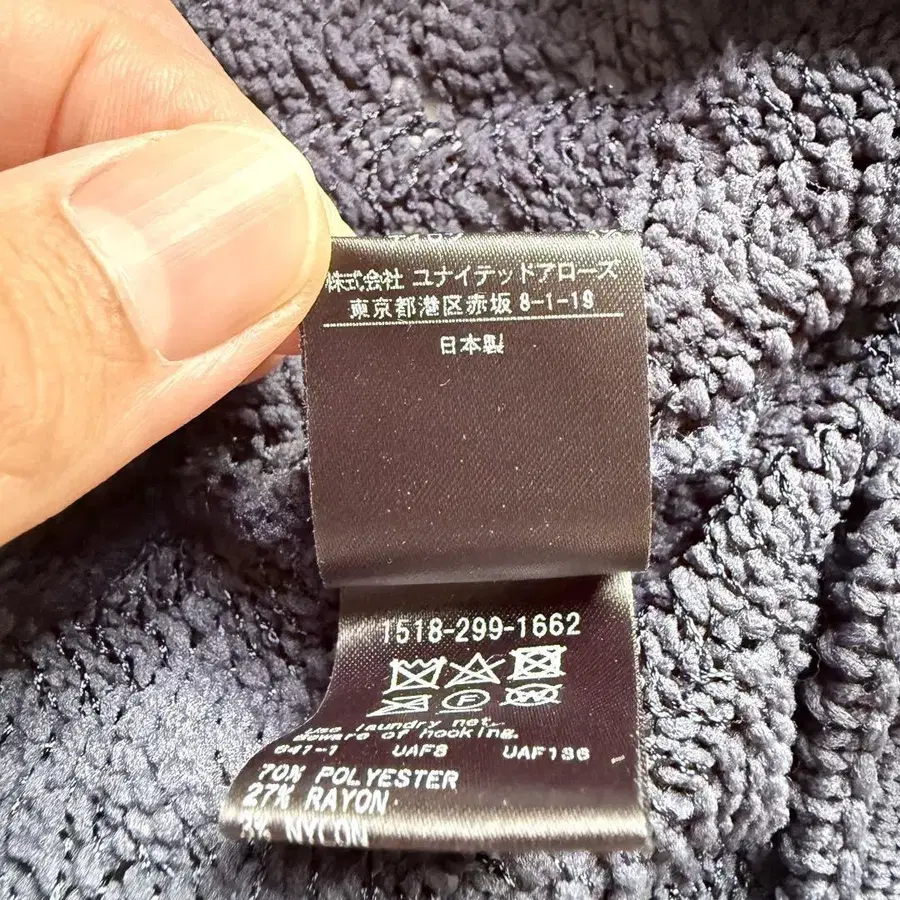 株式会社 ユナイテッドアローズ
東京都港区赤坂 8-1-19
日本製
1518-299-1662
F
W
Use laundry net.
Beware of hooking.
641-1 UAF8 UAF136
70% POLYESTER
27% RAYON
3% NYLON